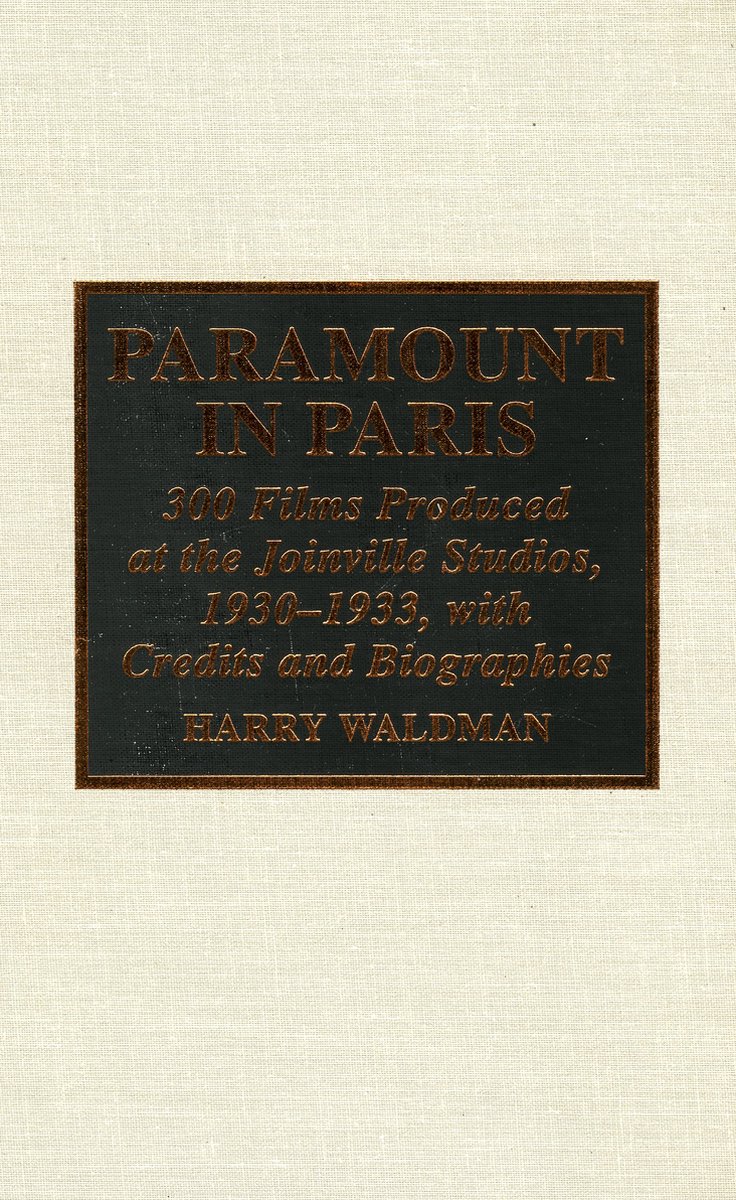 PARAMOUNT
IN PARIS
300 Films Produced
at the Joinville Studios,
1930–1933, with
Credits and Biographies
HARRY WALDMAN